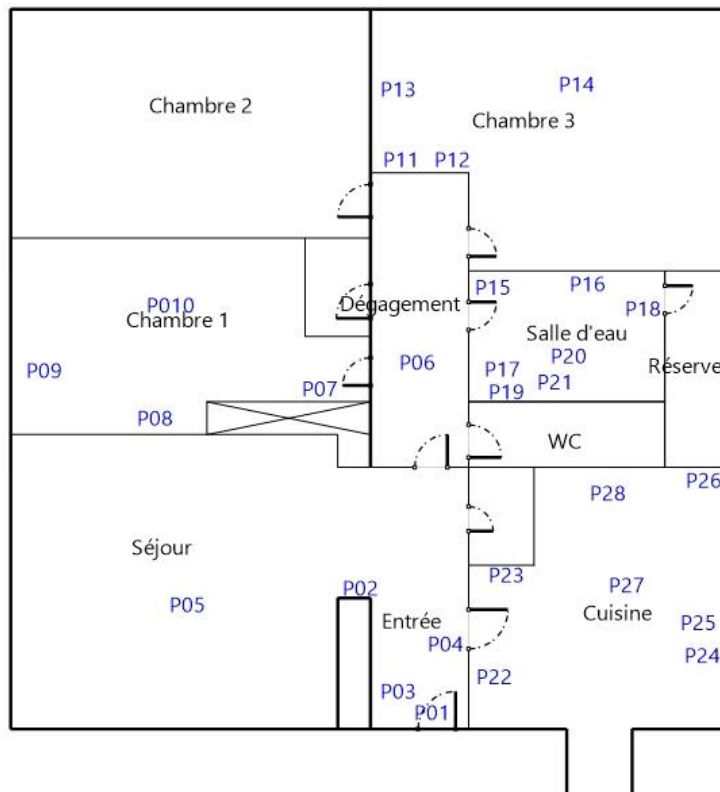 P13
P14
Chambre 2
Chambre 3
P11
P12
P15
P16
P010
Dégagement
P18
Chambre 1
Salle d'eau
P20
P09
P06
P17
Réserve
P07
P21
P19
P08
WC
P26
P28
Séjour
P23
P02
P27
P05
Entrée
Cuisine
P25
P04
P24
P22
P03
P01